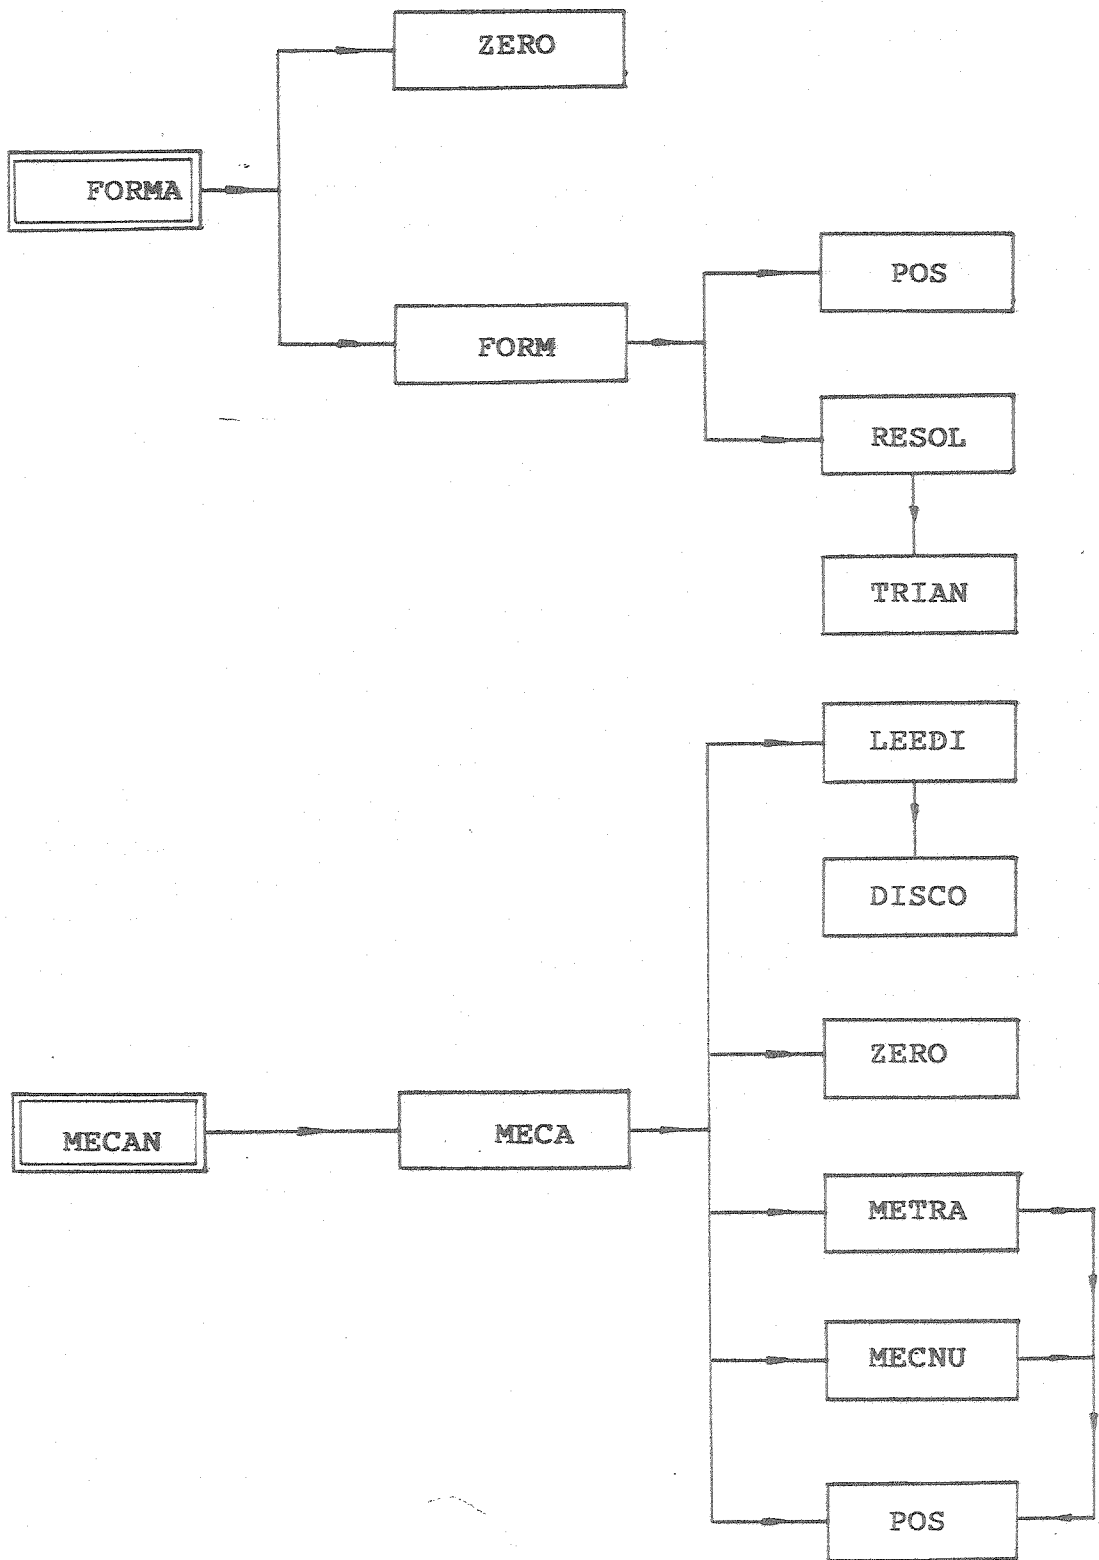 ZERO
FORMA
POS
FORM
RESOL
TRIAN
LEEDI
DISCO
ZERO
MECAN
MECA
METRA
MECNU
POS